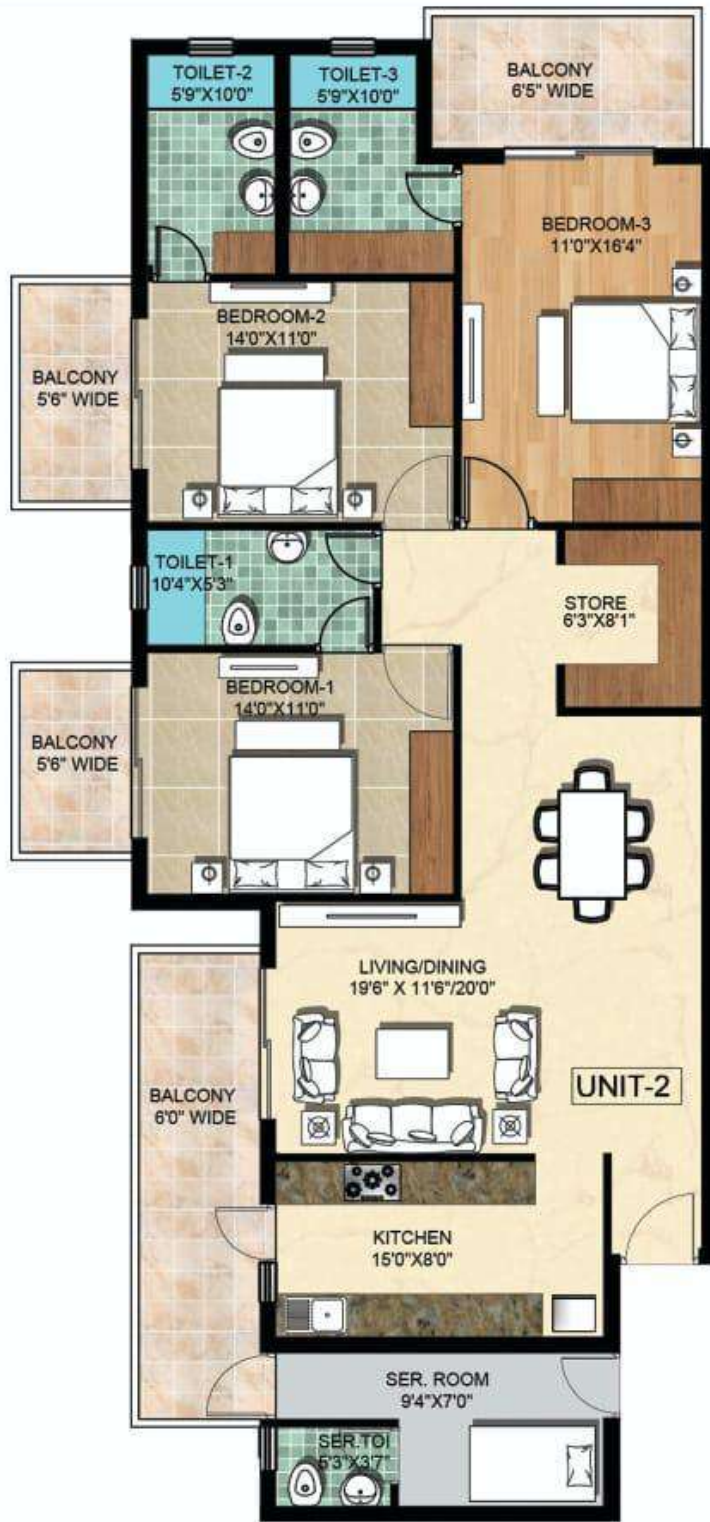 TOILET-2
5'9"X10'0"
TOILET-3
5'9"X10'0"
BALCONY
6'5" WIDE
BEDROOM-3
11'0"X16'4"
BEDROOM-2
14'0"X11'0"
BALCONY
5'6" WIDE
TOILET-1
10'4"X5'3"
STORE
6'3"X8'1"
BEDROOM-1
14'0"X11'0"
BALCONY
5'6" WIDE
LIVING/DINING
19'6" X 11'6"/20'0"
UNIT-2
BALCONY
6'0" WIDE
KITCHEN
15'0"X8'0"
SER. ROOM
9'4"X7'0"
SER.TOI
5'3"X3'7"